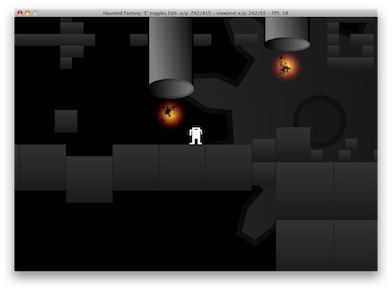 Haunted Factory. 'E' toggles Edit. x/y: 742/415. - viewport x/y: 242/65 - FPS: 58